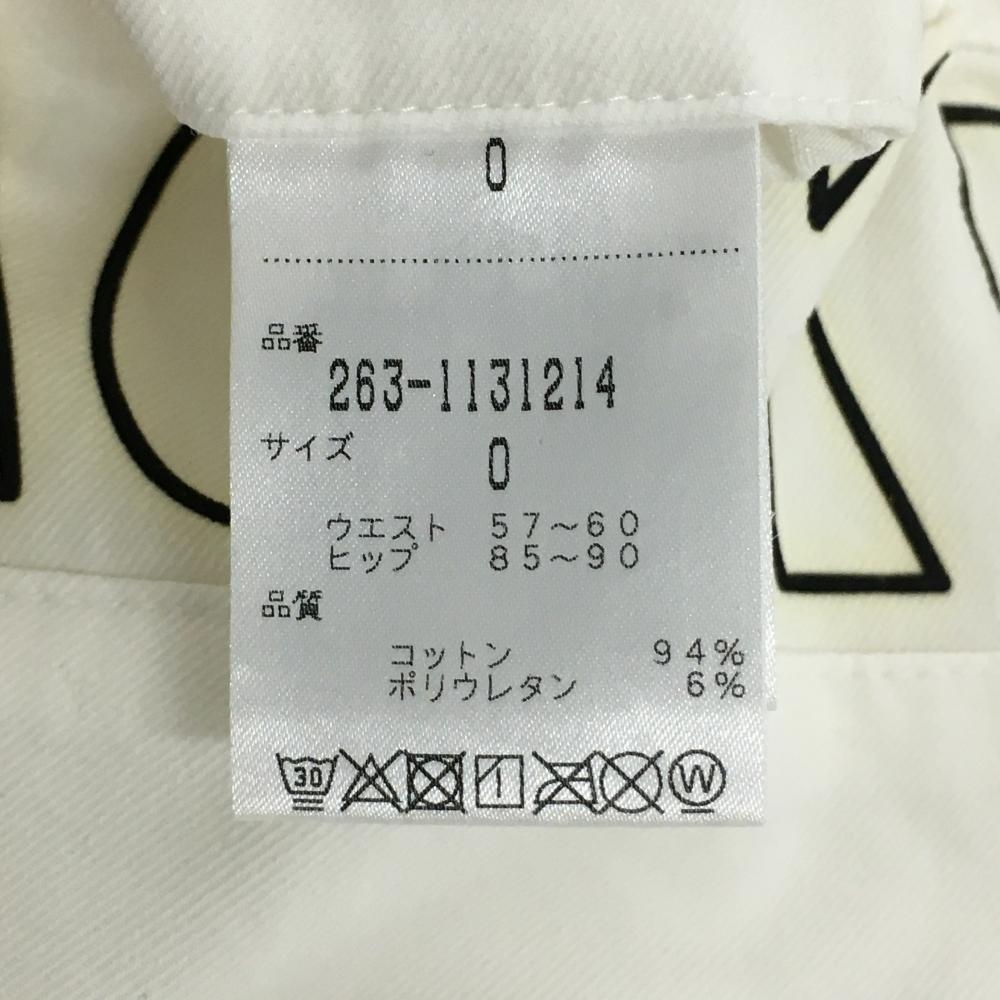 0
品番
263-1131214
サイズ
0
ウエスト 57～60
ヒップ 85～90
品質
コットン 94%
ポリウレタン 6%
30 W